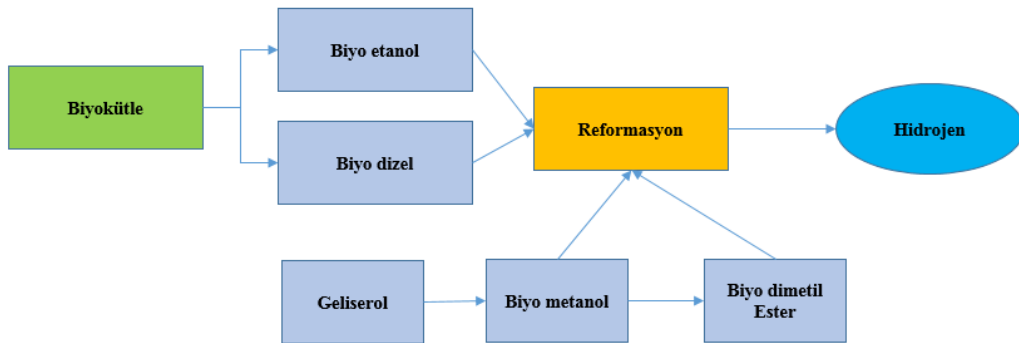 Biyokütle
Biyo etanol
Biyo dizel
Reformasyon
Hidrojen
Geliserol
Biyo metanol
Biyo dimetil
Ester